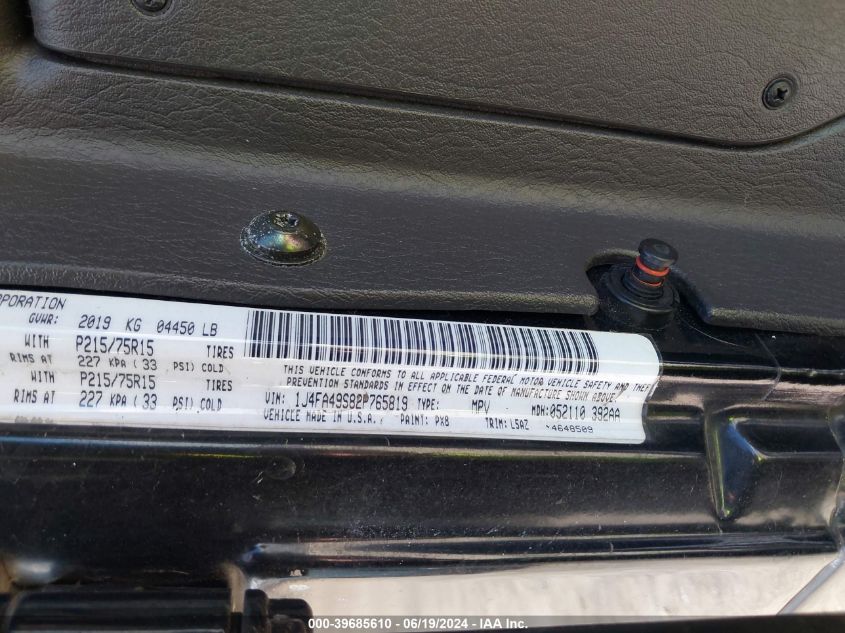 RPORATION
GVWR: 2019 KG 04450 LB
WITH P215/75R15 TIRES
RIMS AT 227 KPA ( 33 PSI) COLD
WITH P215/75R15 TIRES
RIMS AT 227 KPA ( 33 PSI) COLD
THIS VEHICLE CONFORMS TO ALL APPLICABLE FEDERAL MOTOR VEHICLE SAFETY AND THEFT
PREVENTION STANDARDS IN EFFECT ON THE DATE OF MANUFACTURE SHOWN ABOVE.
VIN: 1J4FA49S82P765819 TYPE: MPV MDH: 052110 392AA
VEHICLE MADE IN U.S.A. PAINT: PX8 TRIM: L5AZ 4648509
000-39685610 - 06/19/2024 - IAA Inc.